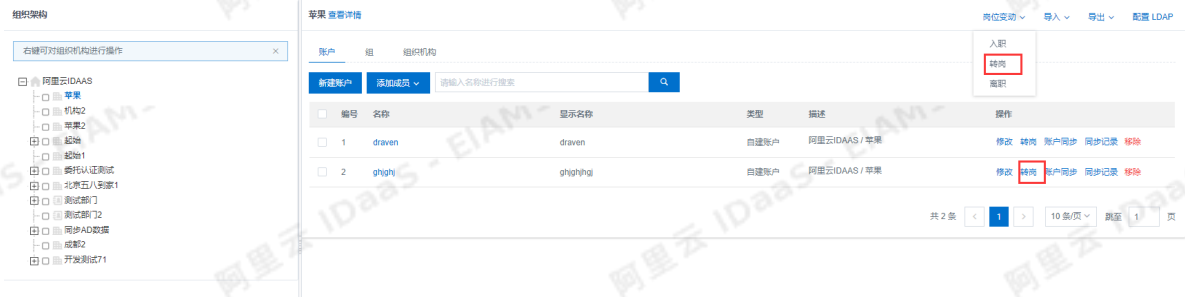 组织架构
右键可对组织机构进行操作 ×
阿里云IDAAS
苹果
机构2
苹果2
起始
起始1
委托认证测试
北京五八到家1
测试部门
测试部门2
同步AD数据
成都2
开发测试71
苹果 查看详情
岗位变动 导入 导出 配置 LDAP
入职
转岗
离职
账户 组 组织机构
新建账户 添加成员 请输入名称进行搜索
编号 名称 显示名称 类型 描述 操作
1 draven draven 自建账户 阿里云IDAAS / 苹果 修改 转岗 账户同步 同步记录 移除
2 ghjghj ghjghjhgj 自建账户 阿里云IDAAS / 苹果 修改 转岗 账户同步 同步记录 移除
共 2 条 < 1 > 10 条/页 跳至 1 页
阿里云 IDaaS - EIAM